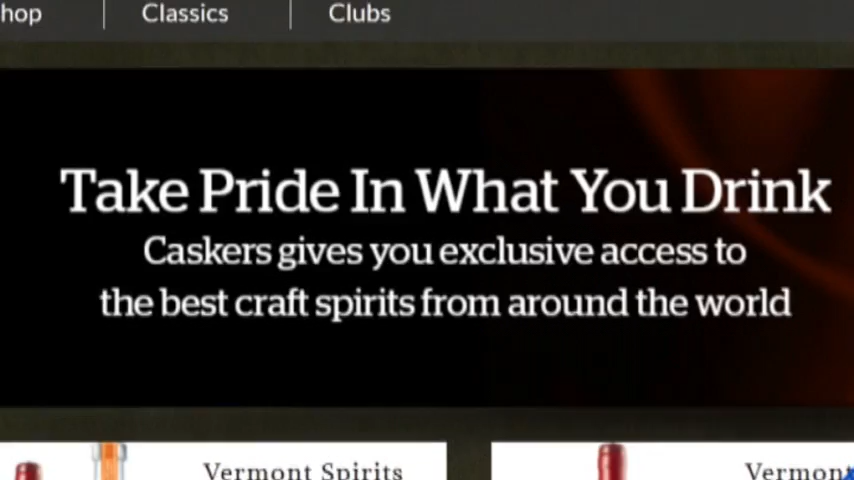 hop
Classics
Clubs
Take Pride In What You Drink
Caskers gives you exclusive access to
the best craft spirits from around the world
Vermont Spirits
Vermont